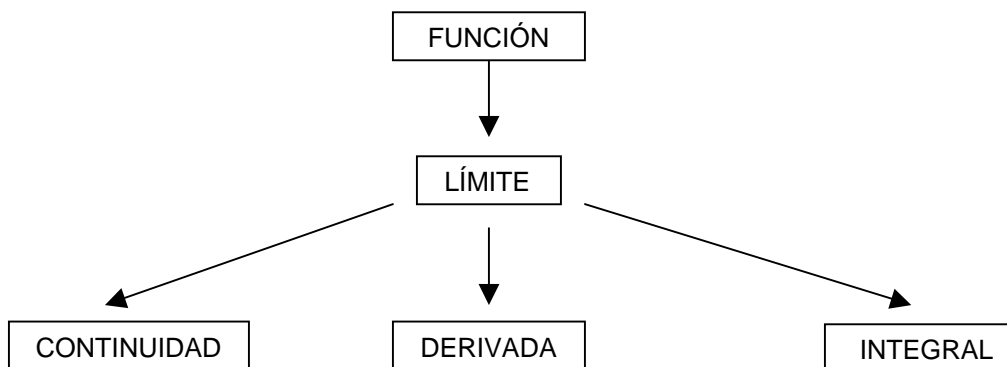 FUNCIÓN
LÍMITE
CONTINUIDAD
DERIVADA
INTEGRAL